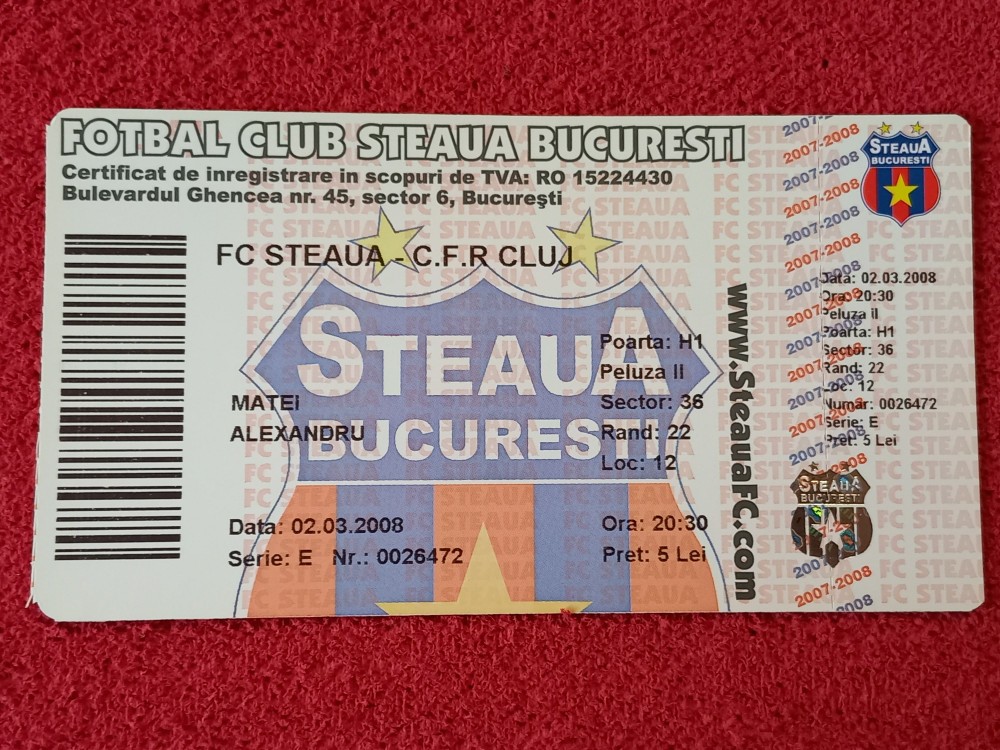 FOTBAL CLUB STEAUA BUCURESTI
Certificat de inregistrare in scopuri de TVA: RO 15224430
Bulevardul Ghencea nr. 45, sector 6, Bucureşti
FC STEAUA - C.F.R CLUJ
STEAUA
BUCURESTI
MATEI
ALEXANDRU
Poarta: H1
Peluza II
Sector: 36
Rand: 22
Loc: 12
Data: 02.03.2008
Ora: 20:30
Serie: E Nr.: 0026472
Pret: 5 Lei
www.SteauaFC.com
2007-2008
STEAUA
BUCURESTI
Data: 02.03.2008
Ora: 20:30
Peluza II
Poarta: H1
Sector: 36
Rand: 22
Loc: 12
Numar: 0026472
Serie: E
Pret: 5 Lei
STEAUA
BUCURESTI
FC STEAUA